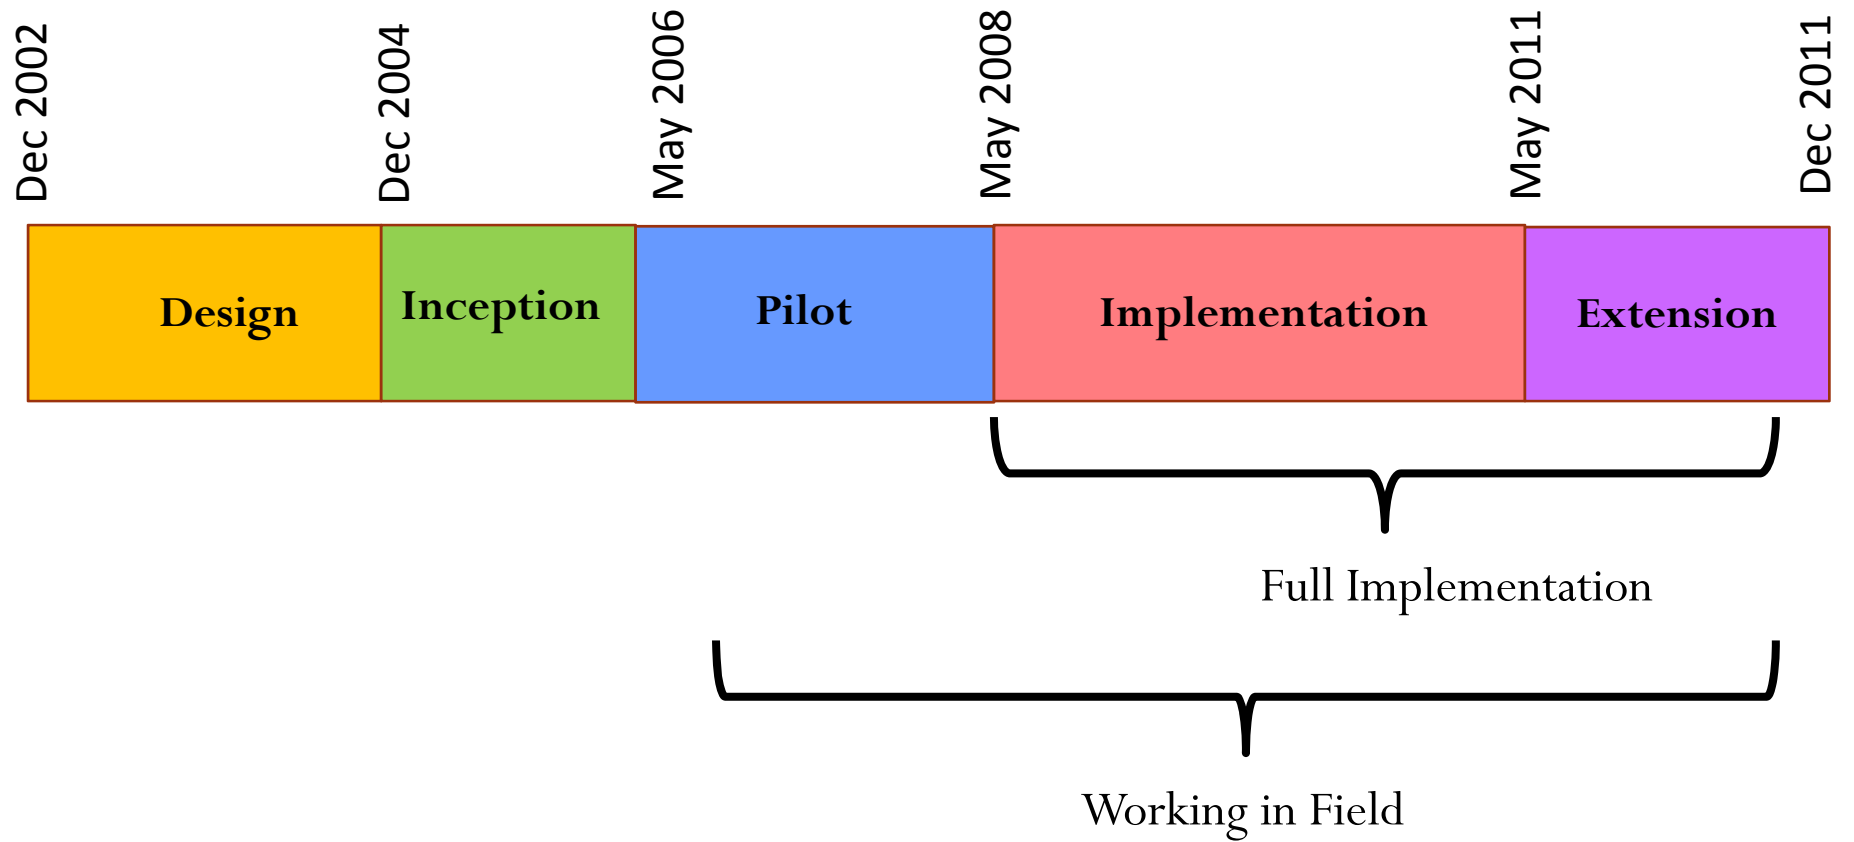 Dec 2002
Dec 2004
May 2006
May 2008
May 2011
Dec 2011
Design
Inception
Pilot
Implementation
Extension
Full Implementation
Working in Field